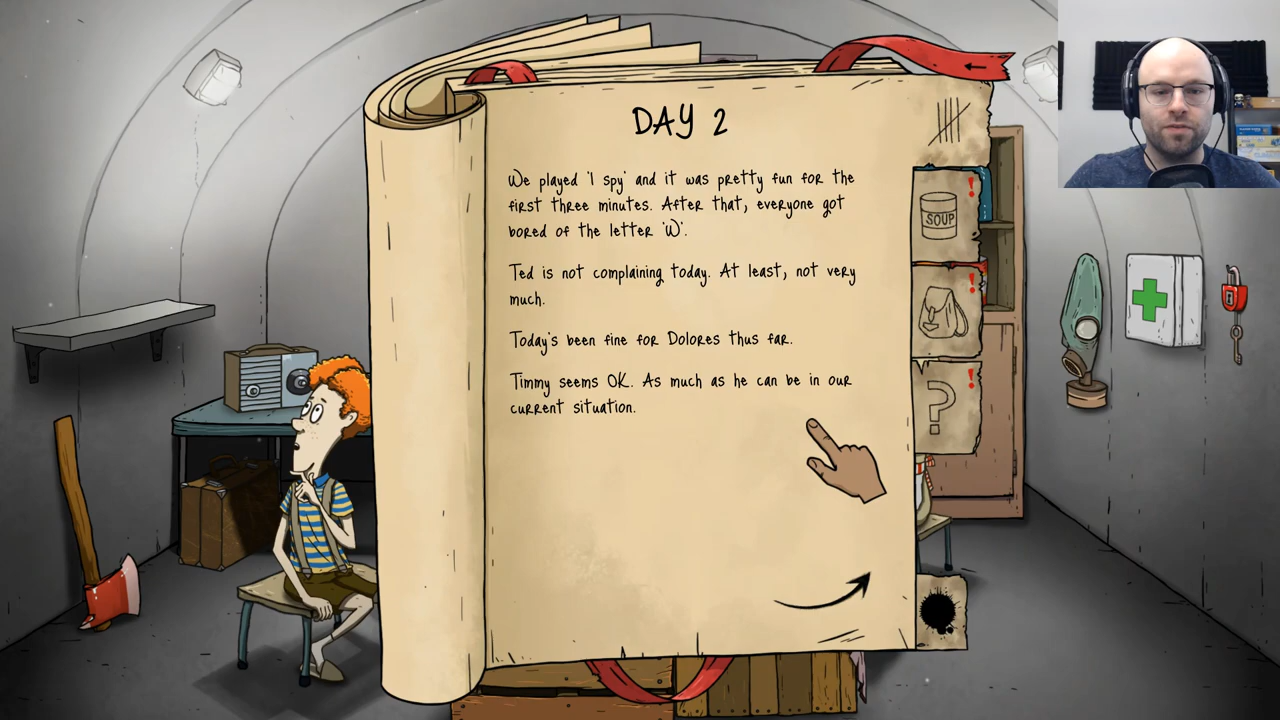 DAY 2
We played 'I spy' and it was pretty fun for the
first three minutes. After that, everyone got
bored of the letter 'W'.
Ted is not complaining today. At least, not very
much.
Today's been fine for Dolores thus far.
Timmy seems OK. As much as he can be in our
current situation.
SOUP
!
!
!
?